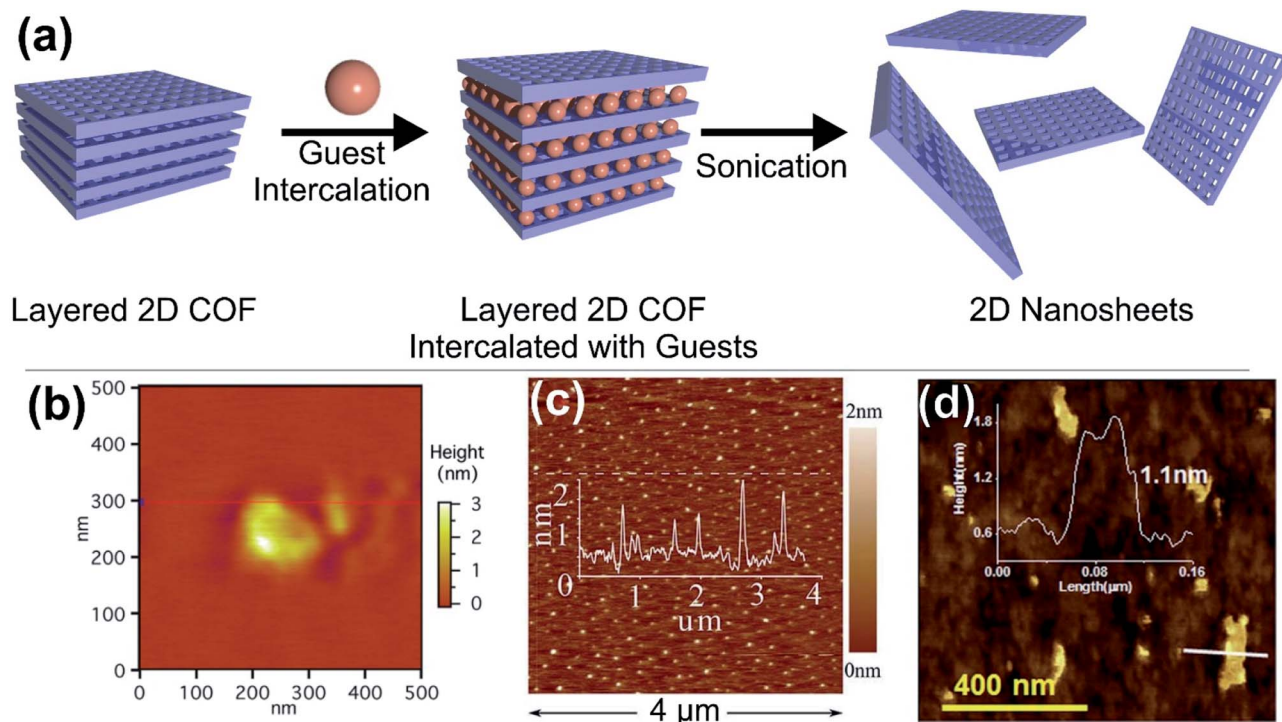 (a)
Guest
Intercalation
Sonication
Layered 2D COF
Layered 2D COF
Intercalated with Guests
2D Nanosheets
(b)
500
400
300
200
100
0
nm
0
100
200
300
400
500
nm
Height
(nm)
3
2
1
0
(c)
2
1
0
nm
1
2
3
4
um
2nm
0nm
4 μm
(d)
1.8
1.2
0.6
Height(nm)
1.1nm
0.00
0.08
0.16
Length(μm)
400 nm